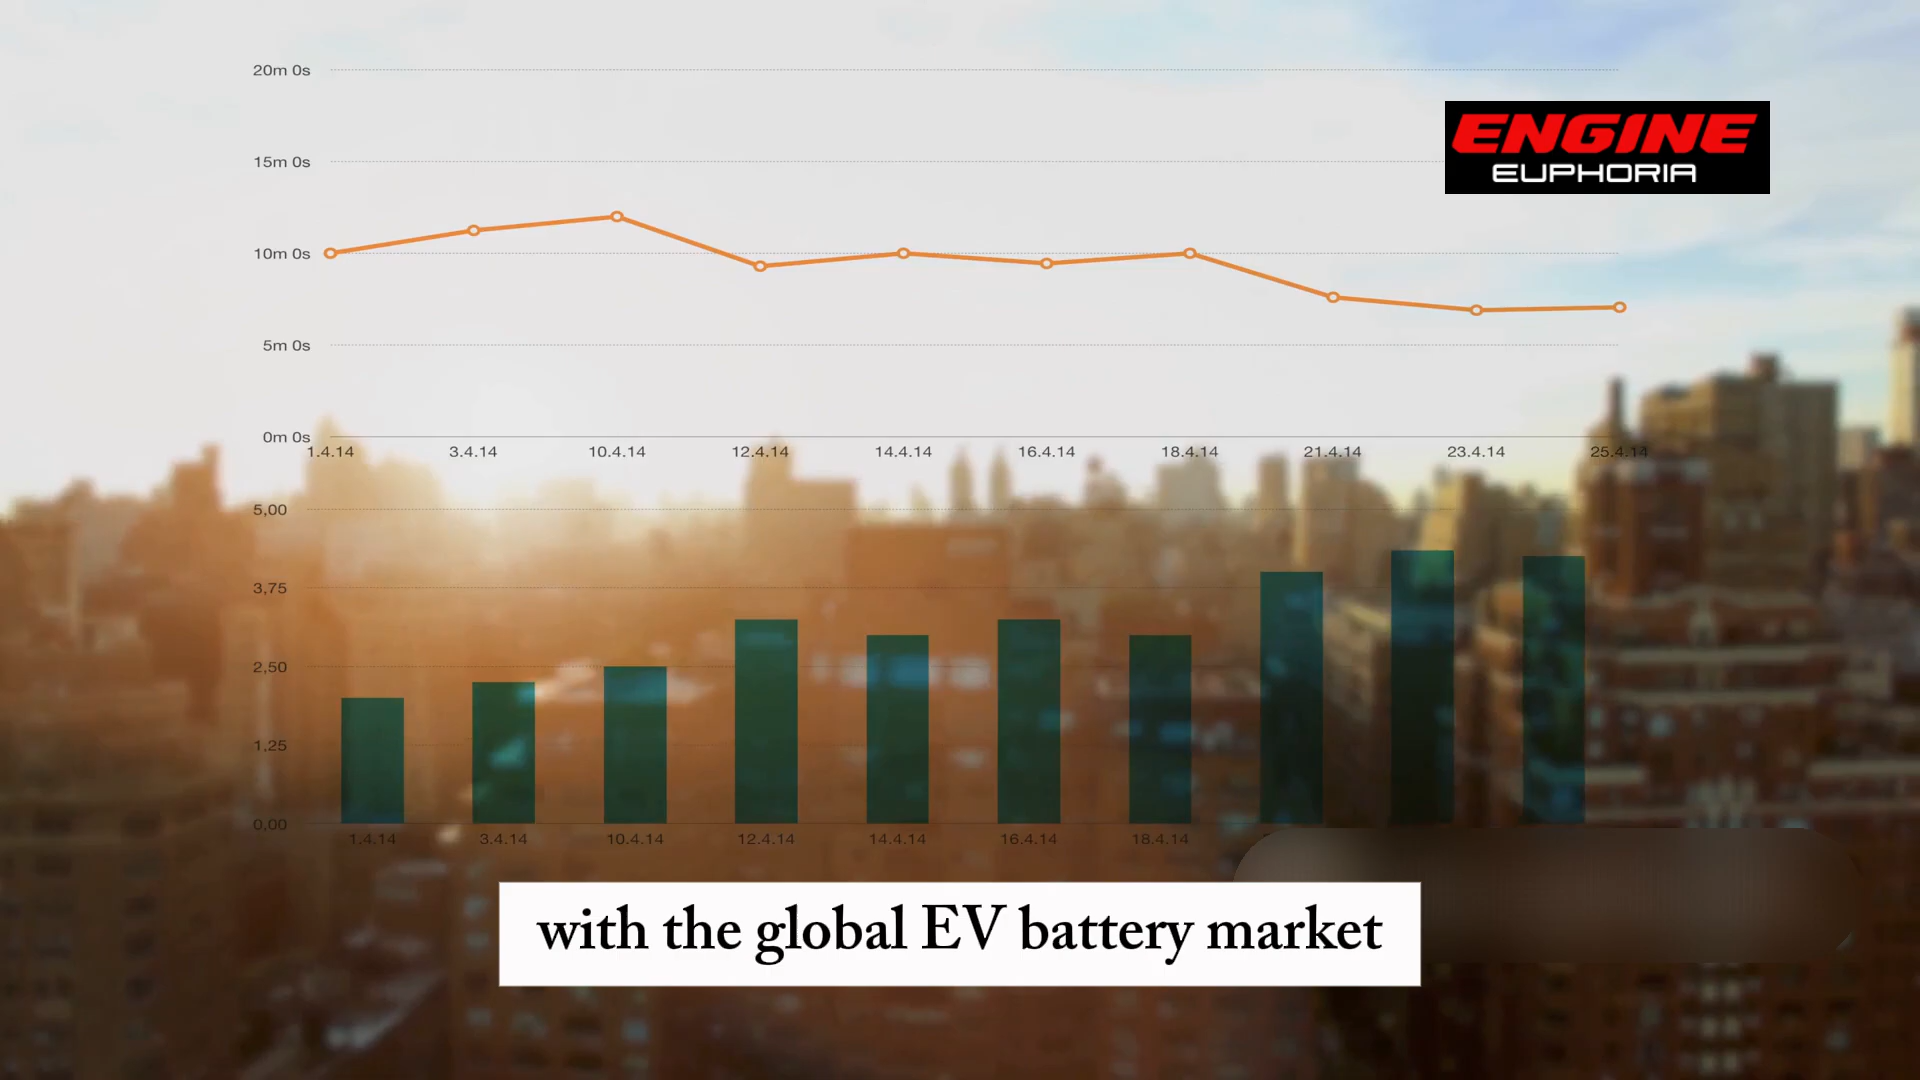 20m 0s
ENGINE
EUPHORIA
15m 0s
10m 0s
5m 0s
0m 0s
1.4.14 3.4.14 10.4.14 12.4.14 14.4.14 16.4.14 18.4.14 21.4.14 23.4.14 25.4.14
5,00
3,75
2,50
1,25
0,00
1.4.14 3.4.14 10.4.14 12.4.14 14.4.14 16.4.14 18.4.14
with the global EV battery market